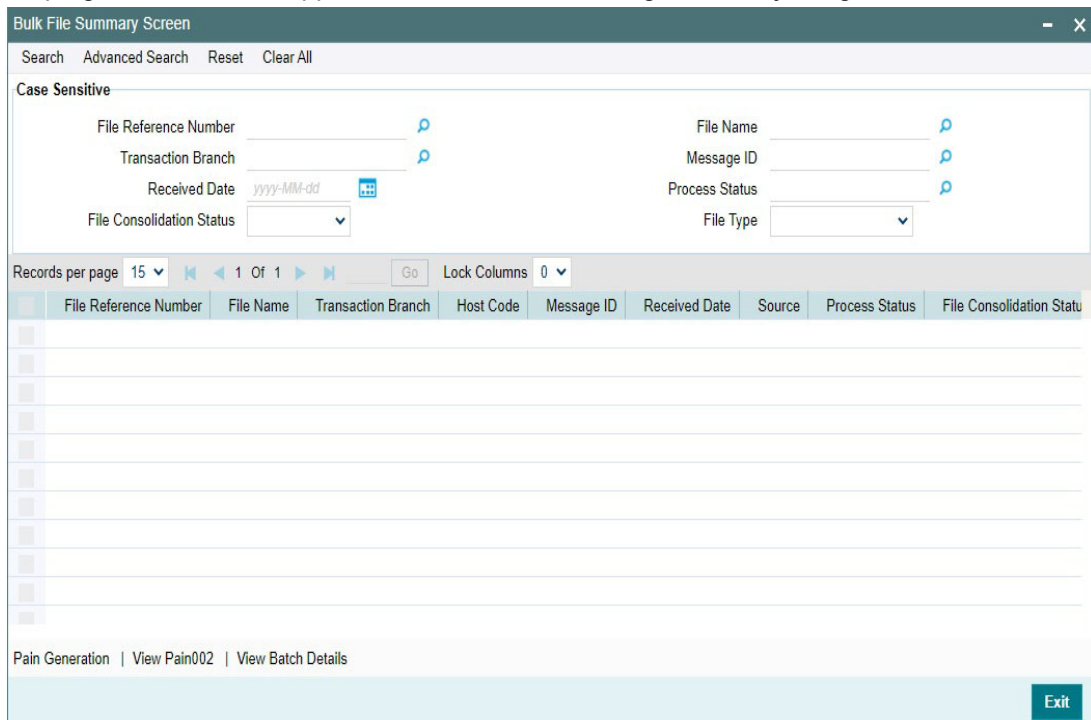 Bulk File Summary Screen
Search Advanced Search Reset Clear All
Case Sensitive
File Reference Number File Name
Transaction Branch Message ID
Received Date yyyy-MM-dd Process Status
File Consolidation Status File Type
Records per page 15 1 Of 1 Go Lock Columns 0
File Reference Number File Name Transaction Branch Host Code Message ID Received Date Source Process Status File Consolidation Statu
Pain Generation | View Pain002 | View Batch Details
Exit